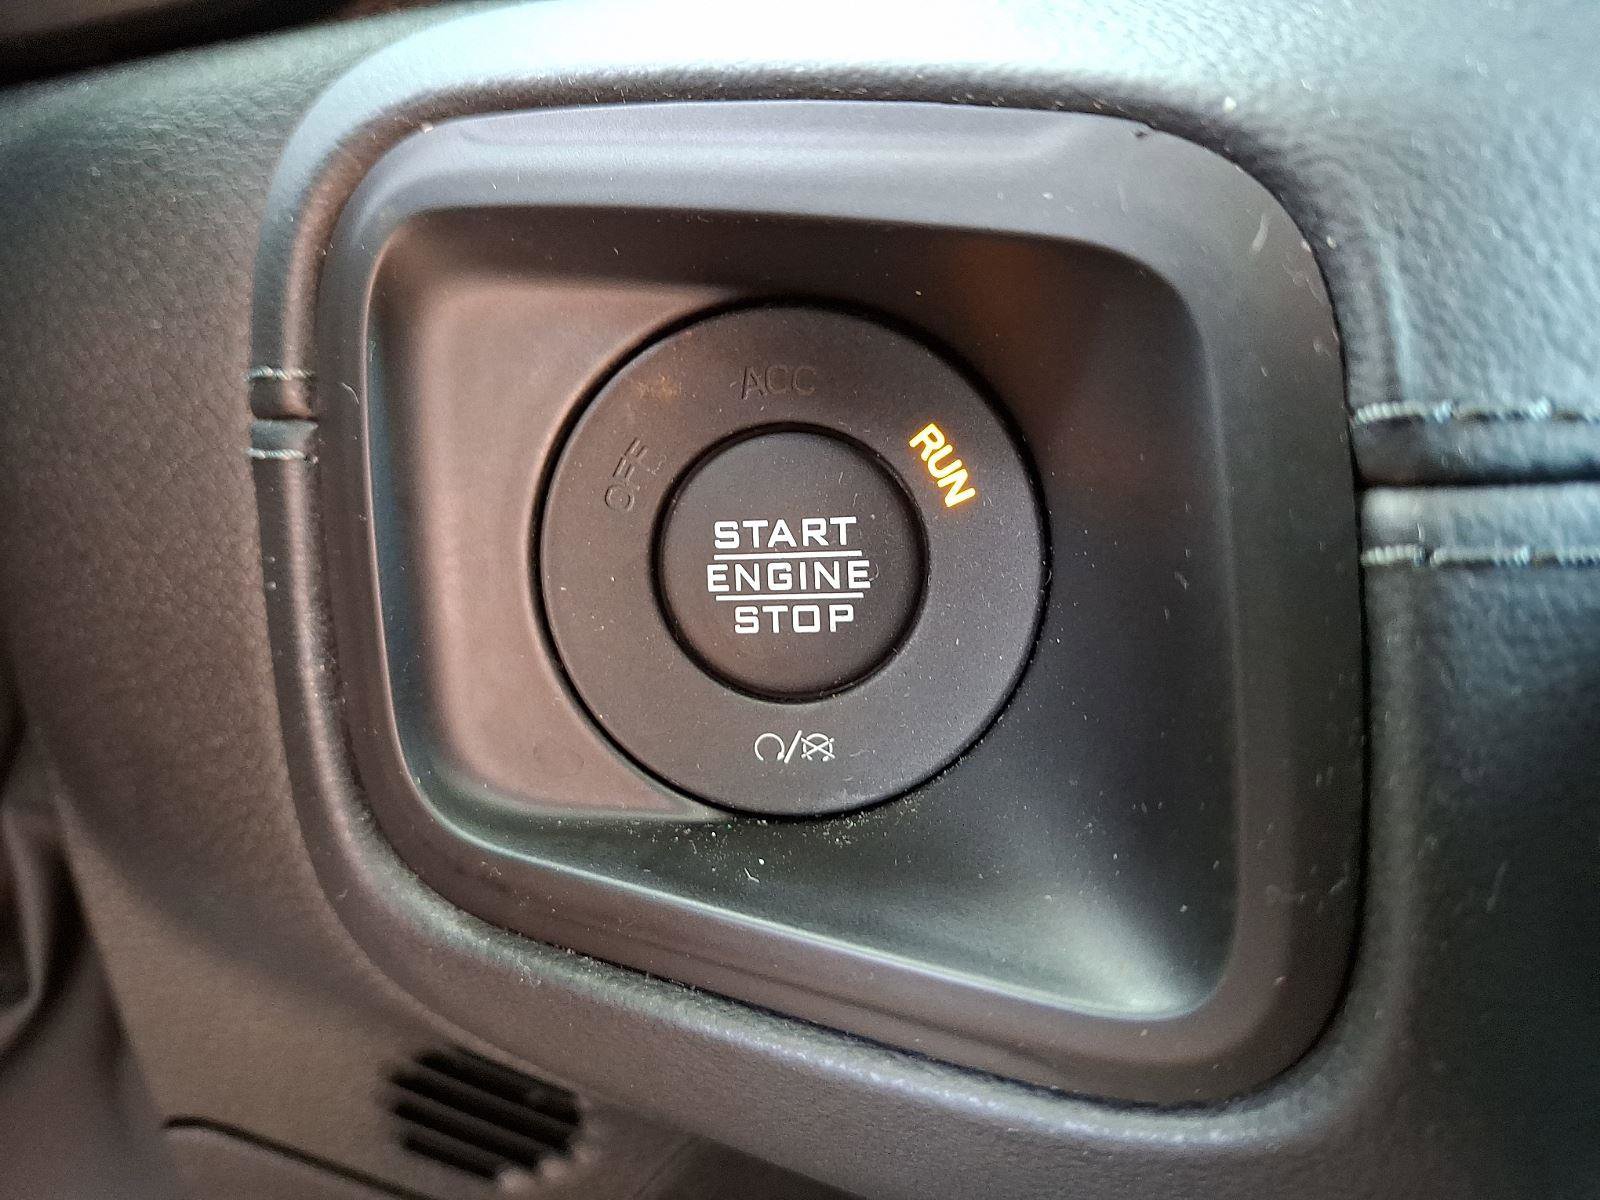 ACC
OFF
RUN
START
ENGINE
STOP